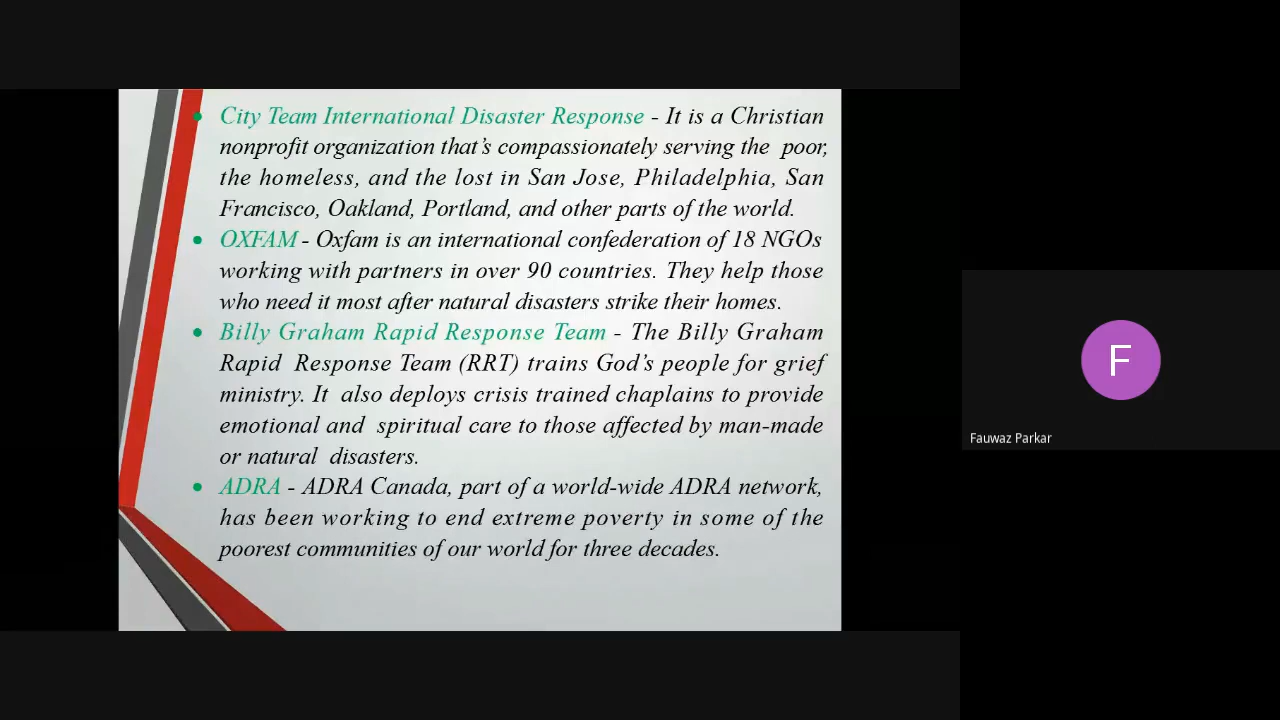 • City Team International Disaster Response - It is a Christian
nonprofit organization that’s compassionately serving the poor,
the homeless, and the lost in San Jose, Philadelphia, San
Francisco, Oakland, Portland, and other parts of the world.
• OXFAM - Oxfam is an international confederation of 18 NGOs
working with partners in over 90 countries. They help those
who need it most after natural disasters strike their homes.
• Billy Graham Rapid Response Team - The Billy Graham
Rapid Response Team (RRT) trains God’s people for grief
ministry. It also deploys crisis trained chaplains to provide
emotional and spiritual care to those affected by man-made
or natural disasters.
• ADRA - ADRA Canada, part of a world-wide ADRA network,
has been working to end extreme poverty in some of the
poorest communities of our world for three decades.
F
Fauwaz Parkar